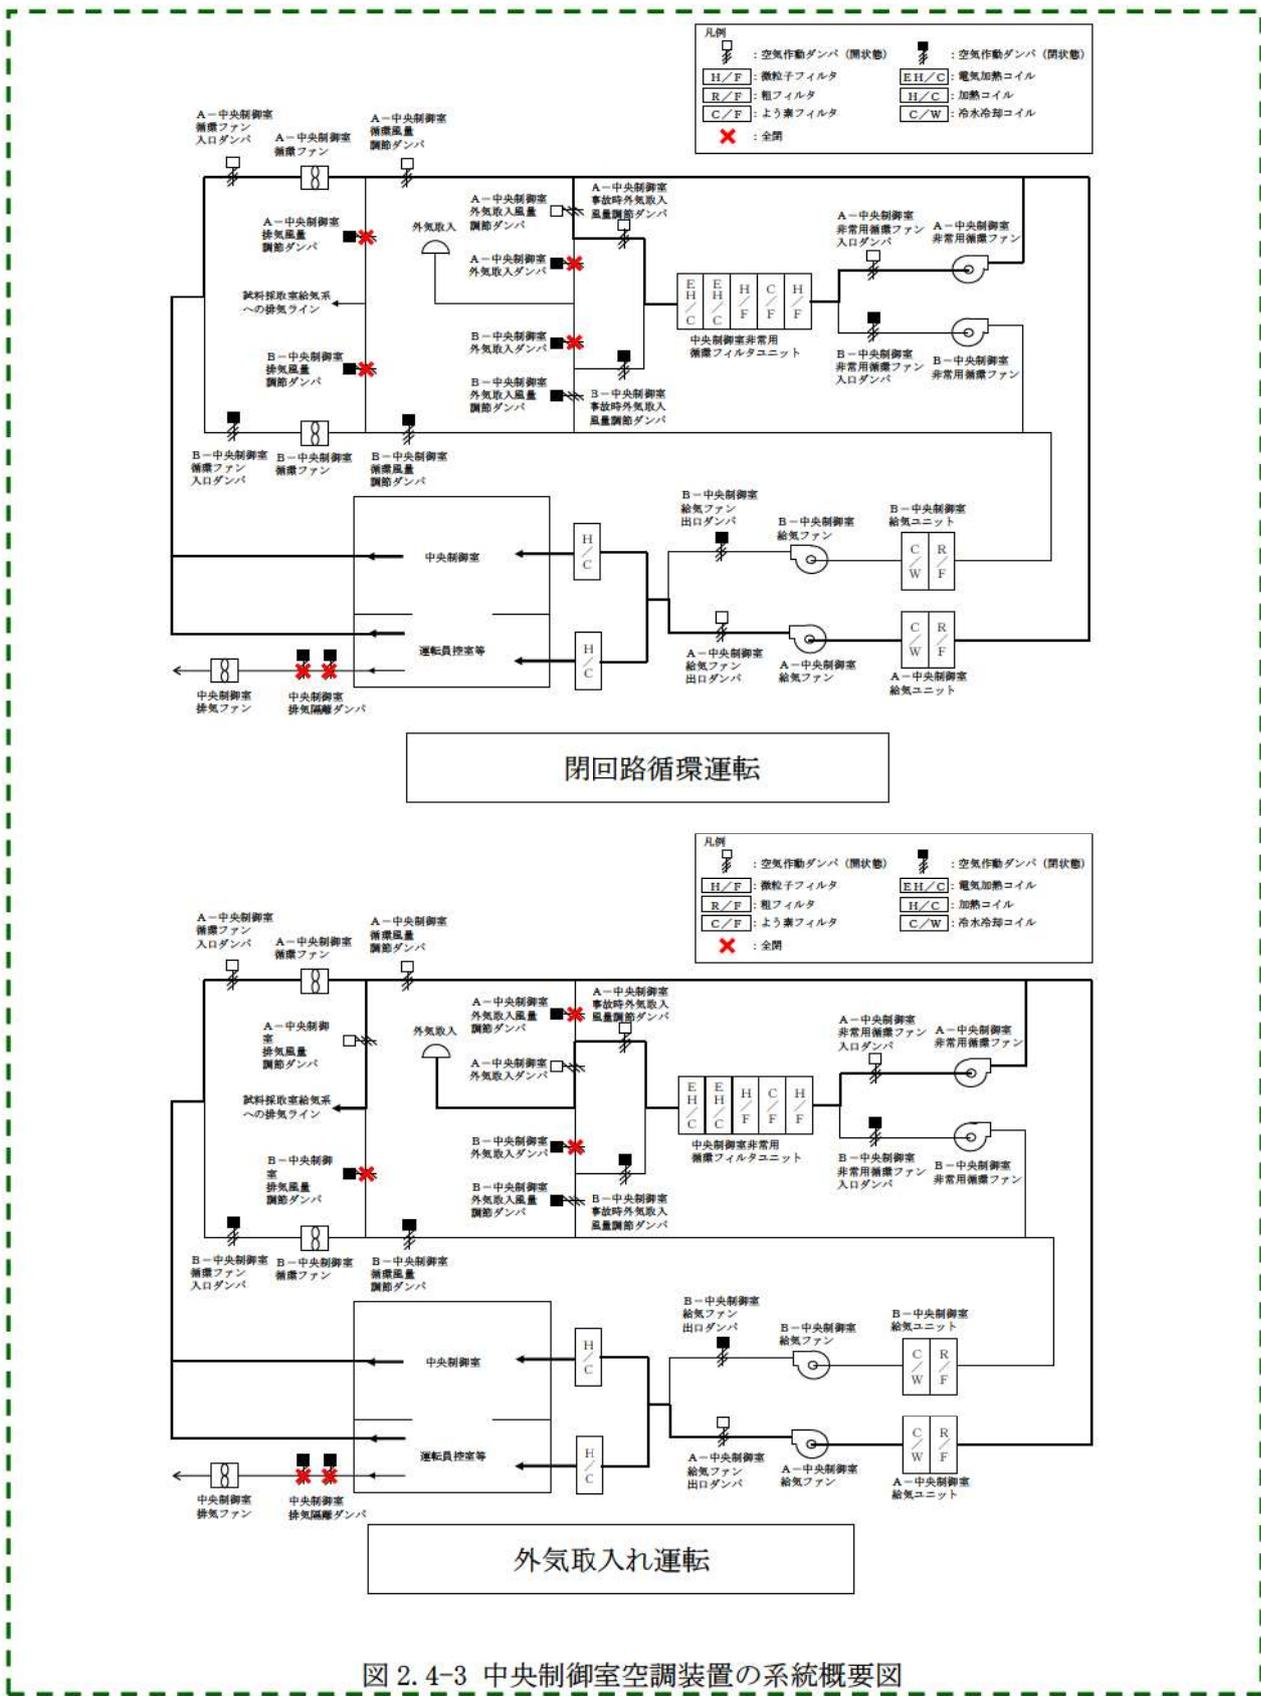 凡例
：空気作動ダンパ（開状態）
：空気作動ダンパ（閉状態）
H／F：微粒子フィルタ
EH／C：電気加熱コイル
R／F：粗フィルタ
H／C：加熱コイル
C／F：よう素フィルタ
C／W：冷水冷却コイル
：全閉
A－中央制御室
循環ファン
入口ダンパ
A－中央制御室
循環ファン
A－中央制御室
循環風量
調節ダンパ
A－中央制御室
排気風量
調節ダンパ
外気取入
A－中央制御室
外気取入風量
調節ダンパ
A－中央制御室
事故時外気取入
風量調節ダンパ
A－中央制御室
外気取入ダンパ
A－中央制御室
非常用循環ファン
入口ダンパ
A－中央制御室
非常用循環ファン
試料採取室給気系
への排気ライン
EH／C
EH／C
H／F
C／F
H／F
中央制御室非常用
循環フィルタユニット
B－中央制御室
外気取入ダンパ
B－中央制御室
排気風量
調節ダンパ
B－中央制御室
外気取入風量
調節ダンパ
B－中央制御室
事故時外気取入
風量調節ダンパ
B－中央制御室
非常用循環ファン
入口ダンパ
B－中央制御室
非常用循環ファン
B－中央制御室
循環ファン
入口ダンパ
B－中央制御室
循環ファン
B－中央制御室
循環風量
調節ダンパ
B－中央制御室
給気ファン
出口ダンパ
B－中央制御室
給気ファン
B－中央制御室
給気ユニット
中央制御室
H／C
C／W
R／F
運転員控室等
H／C
A－中央制御室
給気ファン
出口ダンパ
A－中央制御室
給気ファン
C／W
R／F
A－中央制御室
給気ユニット
中央制御室
排気ファン
中央制御室
排気隔離ダンパ
閉回路循環運転
凡例
：空気作動ダンパ（開状態）
：空気作動ダンパ（閉状態）
H／F：微粒子フィルタ
EH／C：電気加熱コイル
R／F：粗フィルタ
H／C：加熱コイル
C／F：よう素フィルタ
C／W：冷水冷却コイル
：全閉
A－中央制御室
循環ファン
入口ダンパ
A－中央制御室
循環ファン
A－中央制御室
循環風量
調節ダンパ
A－中央制御
室
排気風量
調節ダンパ
外気取入
A－中央制御室
外気取入風量
調節ダンパ
A－中央制御室
事故時外気取入
風量調節ダンパ
A－中央制御室
外気取入ダンパ
A－中央制御室
非常用循環ファン
入口ダンパ
A－中央制御室
非常用循環ファン
試料採取室給気系
への排気ライン
EH／C
EH／C
H／F
C／F
H／F
中央制御室非常用
循環フィルタユニット
B－中央制御室
外気取入ダンパ
B－中央制御
室
排気風量
調節ダンパ
B－中央制御室
外気取入風量
調節ダンパ
B－中央制御室
事故時外気取入
風量調節ダンパ
B－中央制御室
非常用循環ファン
入口ダンパ
B－中央制御室
非常用循環ファン
B－中央制御室
循環ファン
入口ダンパ
B－中央制御室
循環ファン
B－中央制御室
循環風量
調節ダンパ
B－中央制御室
給気ファン
出口ダンパ
B－中央制御室
給気ファン
B－中央制御室
給気ユニット
中央制御室
H／C
C／W
R／F
運転員控室等
H／C
A－中央制御室
給気ファン
出口ダンパ
A－中央制御室
給気ファン
C／W
R／F
A－中央制御室
給気ユニット
中央制御室
排気ファン
中央制御室
排気隔離ダンパ
外気取入れ運転
図 2.4-3 中央制御室空調装置の系統概要図